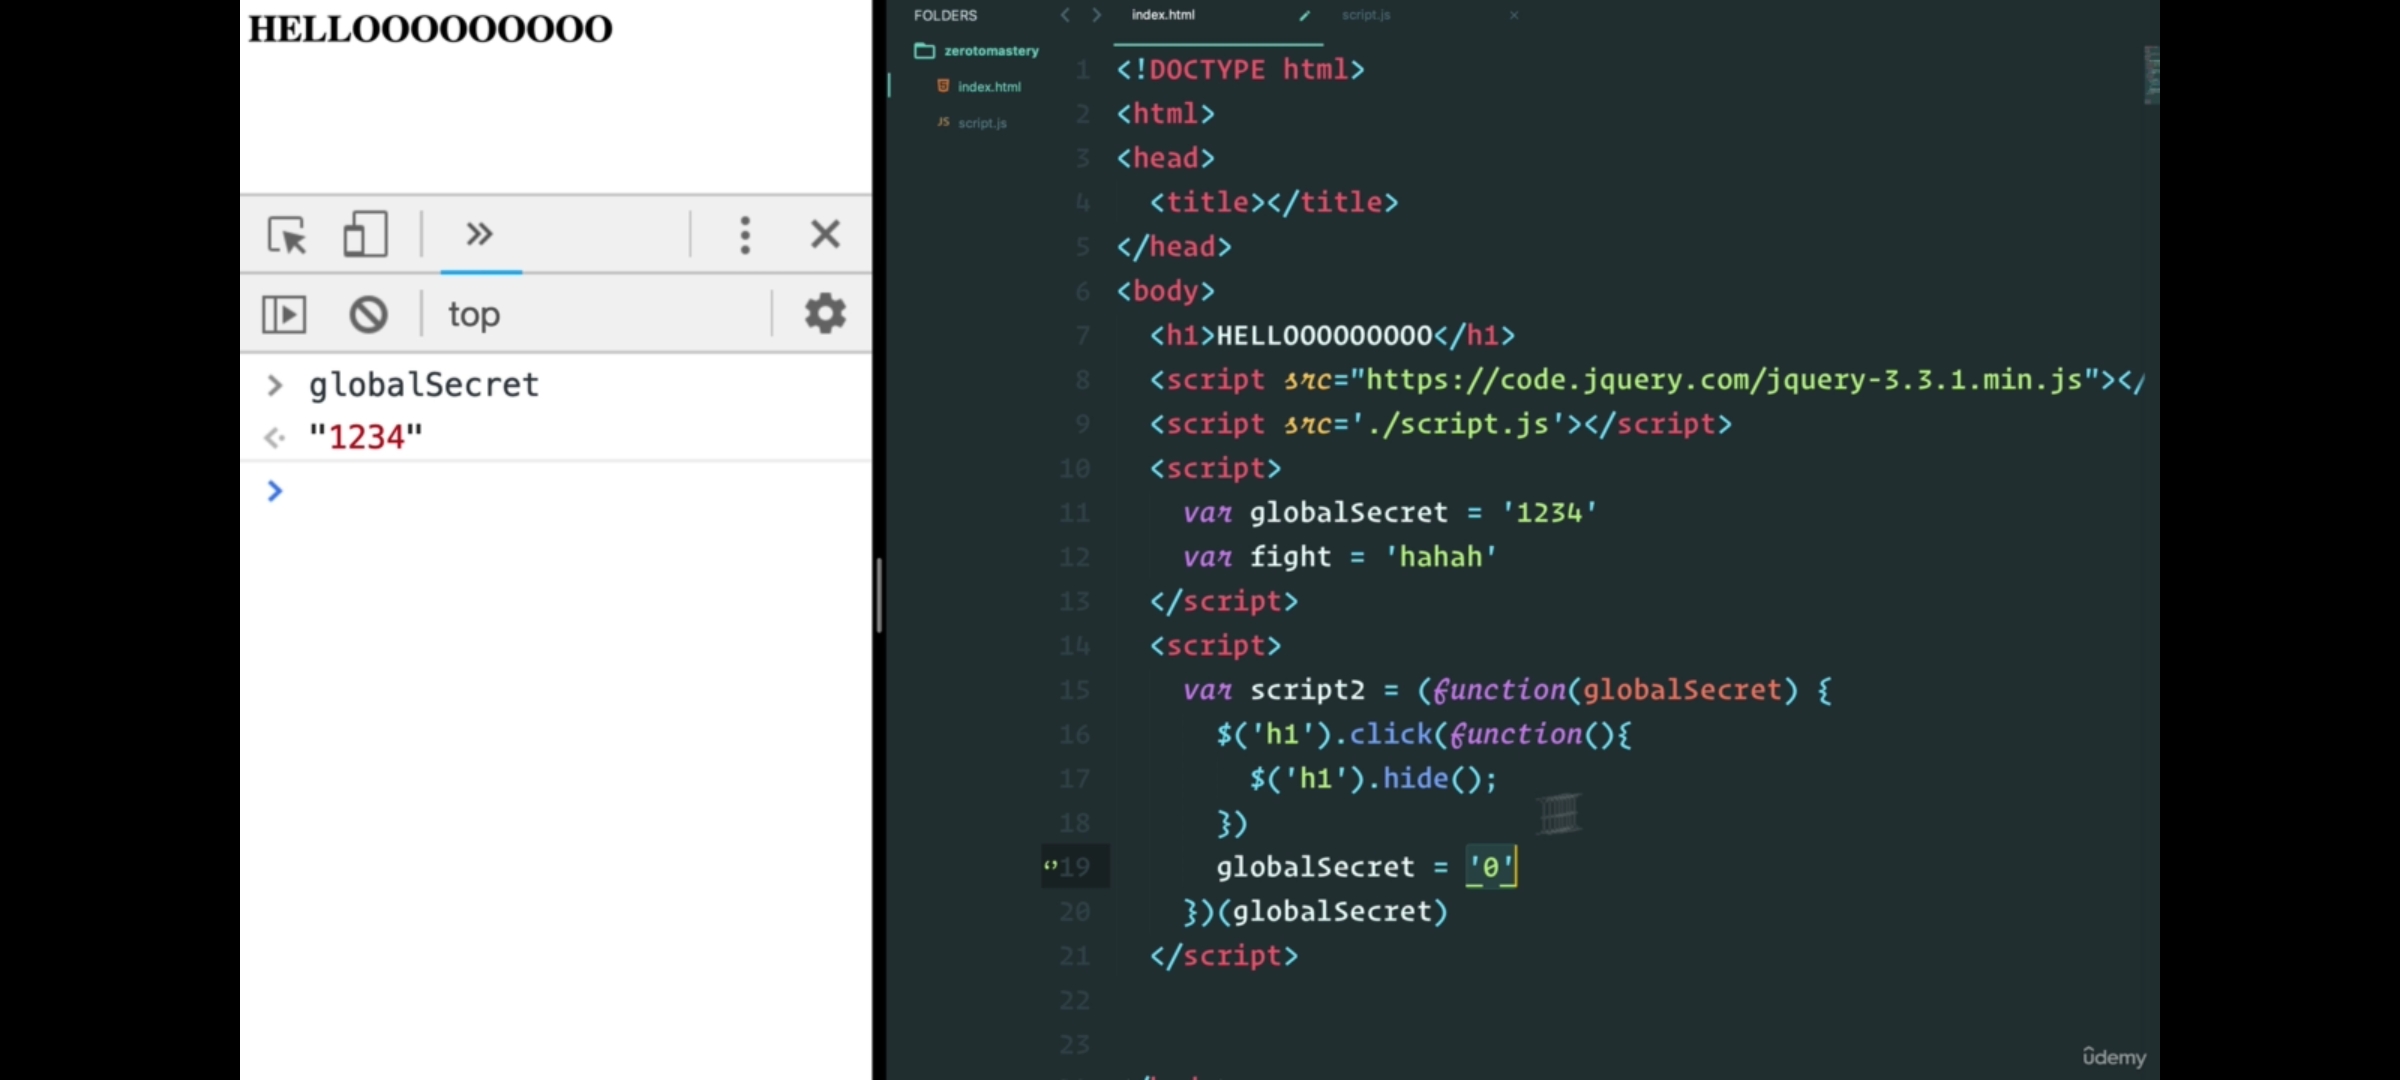 HELLOOOOOOOOO
top
globalSecret
"1234"
FOLDERS
zerotomastery
index.html
JS script.js
index.html
script.js
1 <!DOCTYPE html>
2 <html>
3 <head>
4 <title></title>
5 </head>
6 <body>
7 <h1>HELLOOOOOOOOO</h1>
8 <script src="https://code.jquery.com/jquery-3.3.1.min.js"></
9 <script src='./script.js'></script>
10 <script>
11 var globalSecret = '1234'
12 var fight = 'hahah'
13 </script>
14 <script>
15 var script2 = (function(globalSecret) {
16 $('h1').click(function(){
17 $('h1').hide();
18 })
19 globalSecret = '0'
20 })(globalSecret)
21 </script>
22
23
udemy